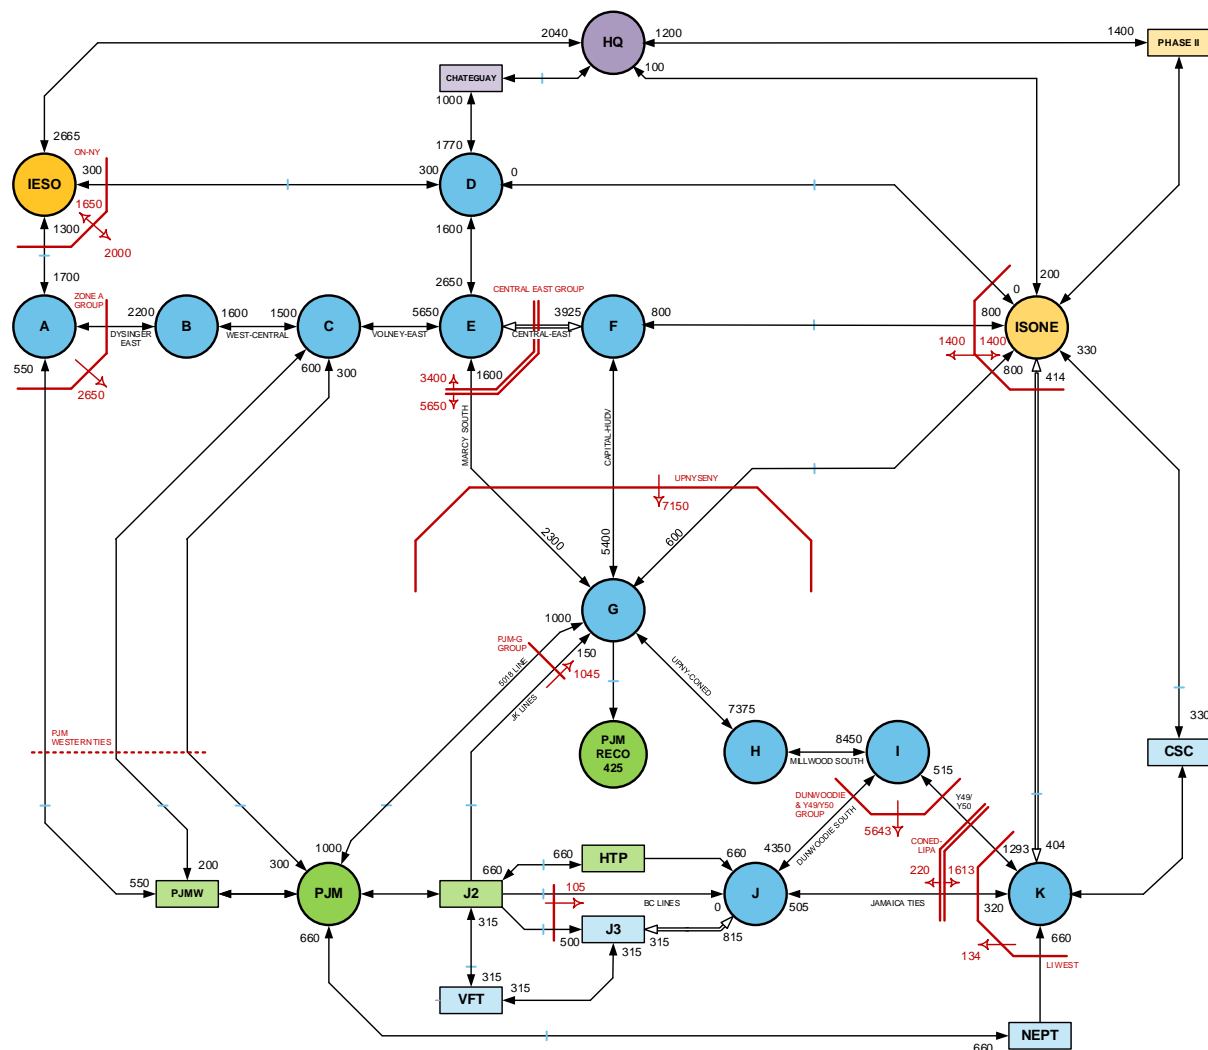 2040
HQ
1200
1400
PHASE II
100
CHATEGUAY
1000
2665
ON-NY
1770
300
IESO
300
D
0
1650
1300
2000
1600
1700
2650
200
0
ZONE A
GROUP
CENTRAL EAST GROUP
A
2200
B
1600
1500
C
5650
E
3925
F
800
800
ISONE
DYSINGER
EAST
WEST-CENTRAL
VOLNEY-EAST
CENTRAL-EAST
1400
1400
330
550
600
300
1600
800
414
2650
3400
5650
MARCY SOUTH
CAPITAL-HUDV
UPNYSENY
7150
2300
5400
600
G
1000
PJM-G
GROUP
150
1045
5018 LINE
JK LINES
UPNY-CONED
7375
PJM
RECO
425
H
8450
I
MILLWOOD SOUTH
330
CSC
PJM
WESTERN TIES
515
Y49/
Y50
DUNWOODIE
& Y49/Y50
GROUP
DUNWOODIE SOUTH
5643
CONED-
LIPA
4350
1293
404
1000
660
HTP
660
200
300
660
220
1613
550
PJMW
PJM
J2
105
BC LINES
0
J
505
JAMAICA TIES
320
K
660
315
500
J3
315
815
660
315
134
LI WEST
315
VFT
315
660
NEPT